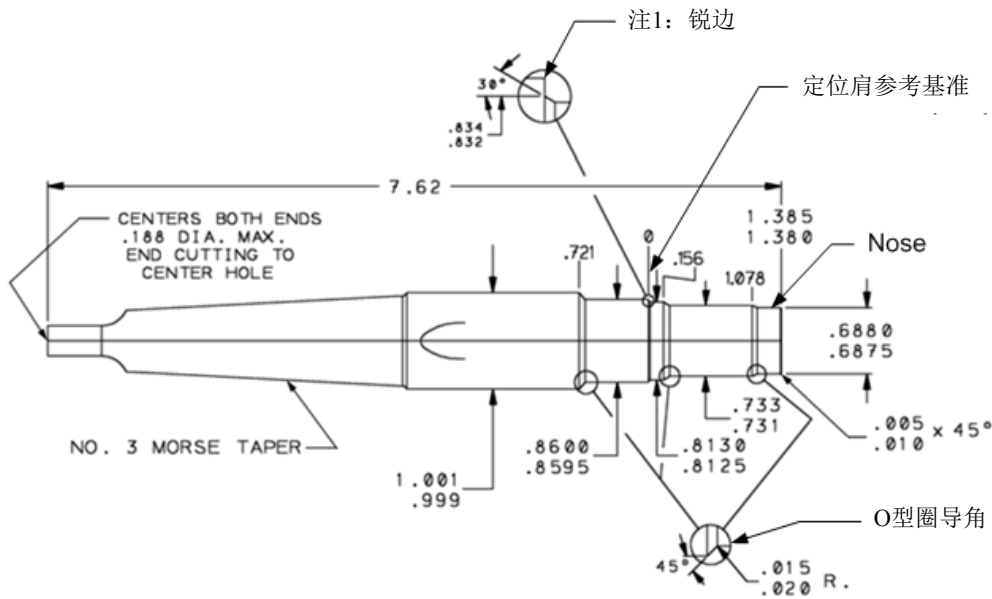 注1：锐边
定位肩参考基准
30°
.834
.832
7.62
CENTERS BOTH ENDS
.188 DIA. MAX.
END CUTTING TO
CENTER HOLE
1.385
1.380
Nose
.721
0
.156
1.078
.6880
.6875
NO. 3 MORSE TAPER
1.001
.999
.8600
.8595
.8130
.8125
.733
.731
.005
.010 x 45°
O型圈导角
45°
.015
.020 R.